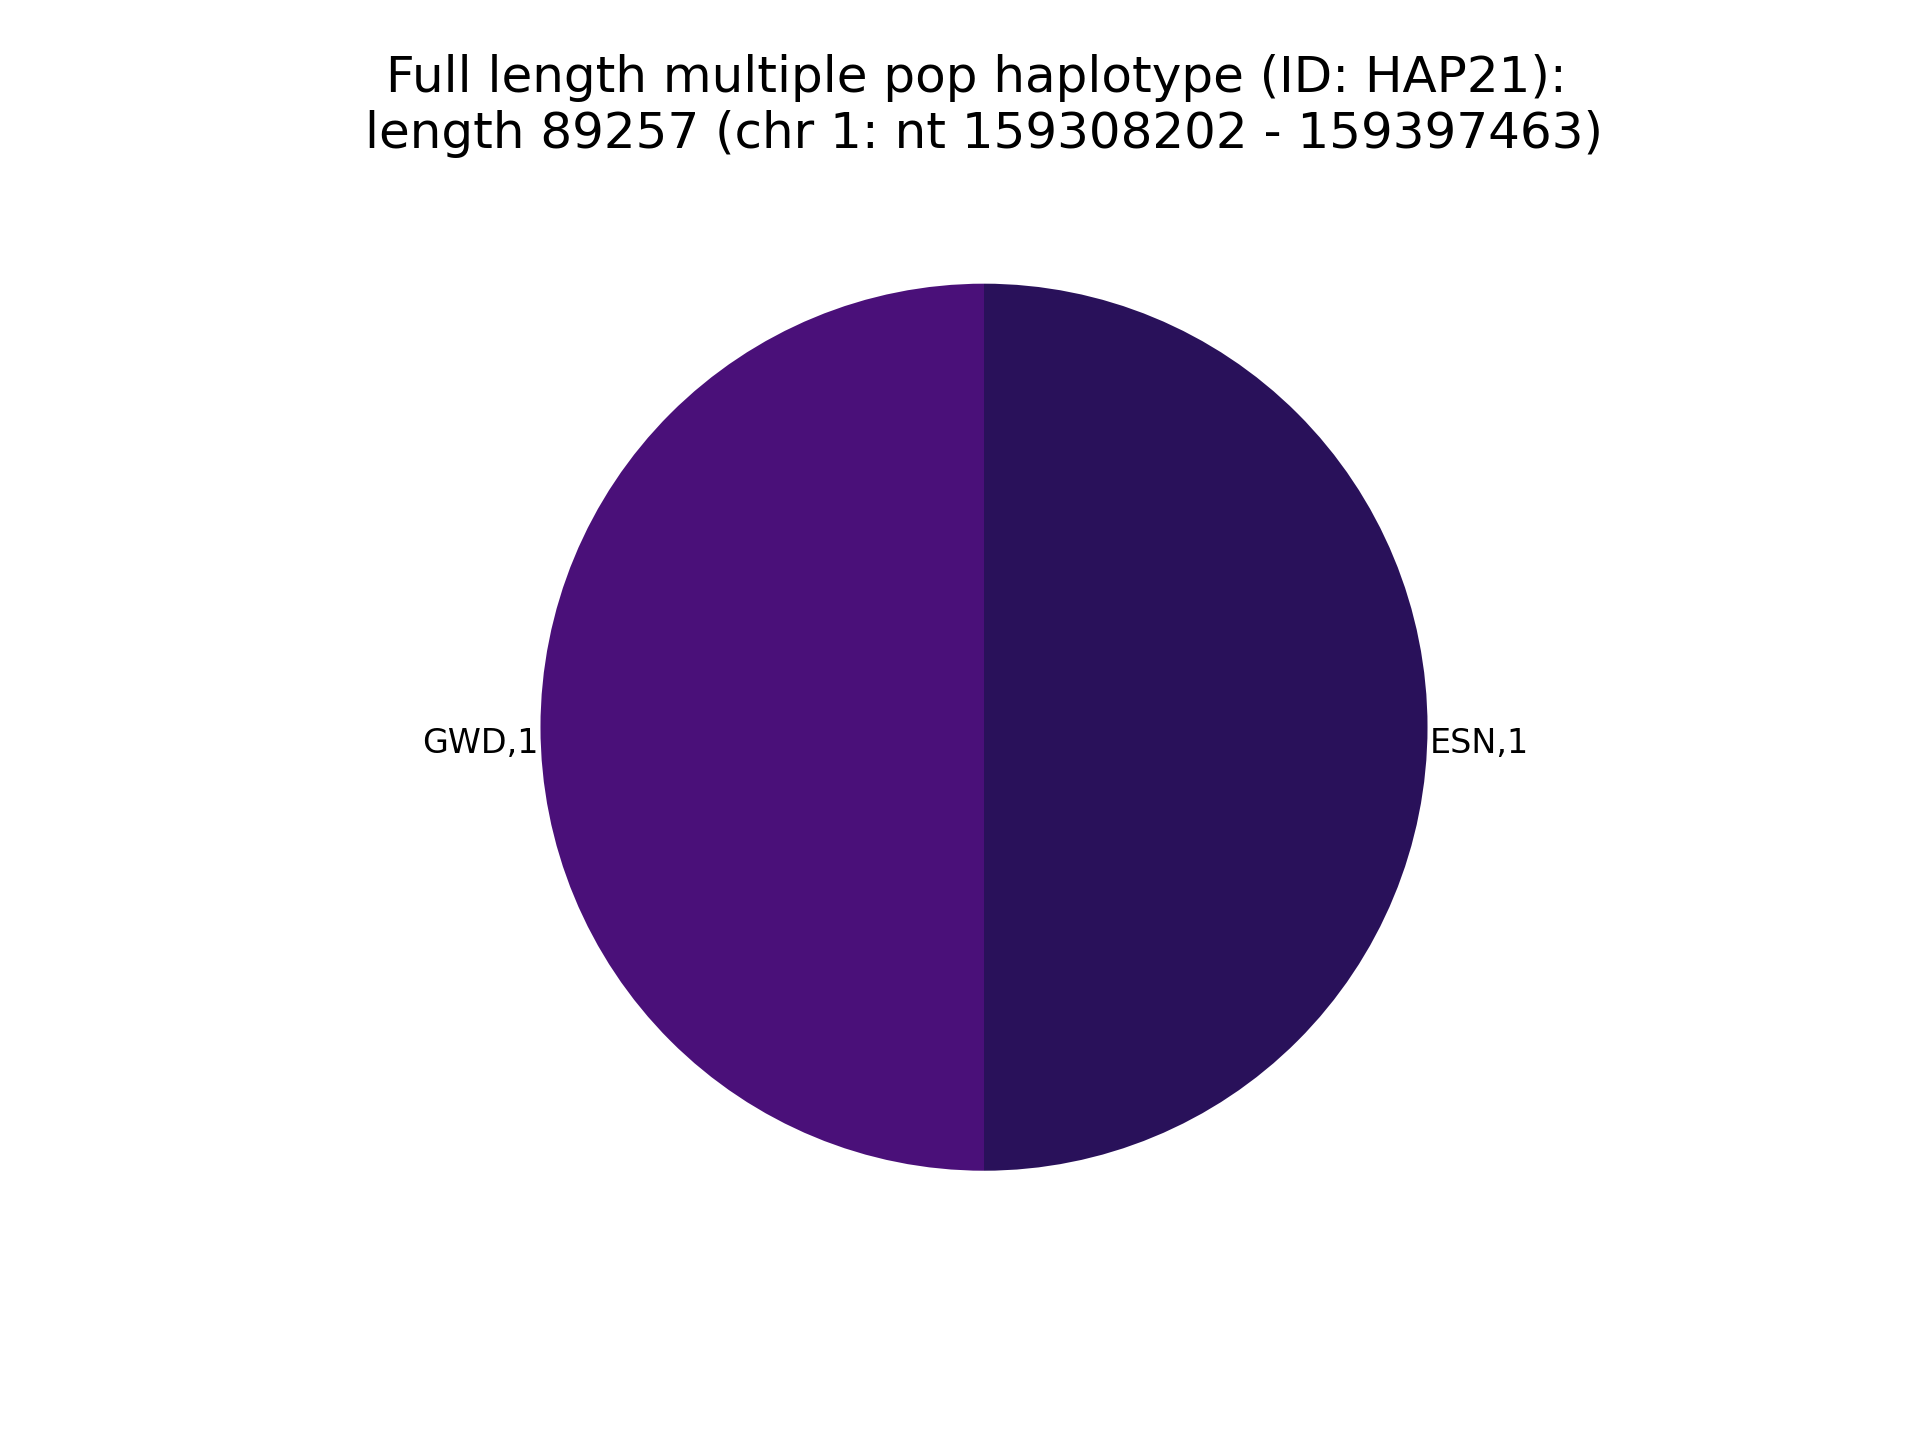 Full length multiple pop haplotype (ID: HAP21):
length 89257 (chr 1: nt 159308202 - 159397463)
GWD,1
ESN,1